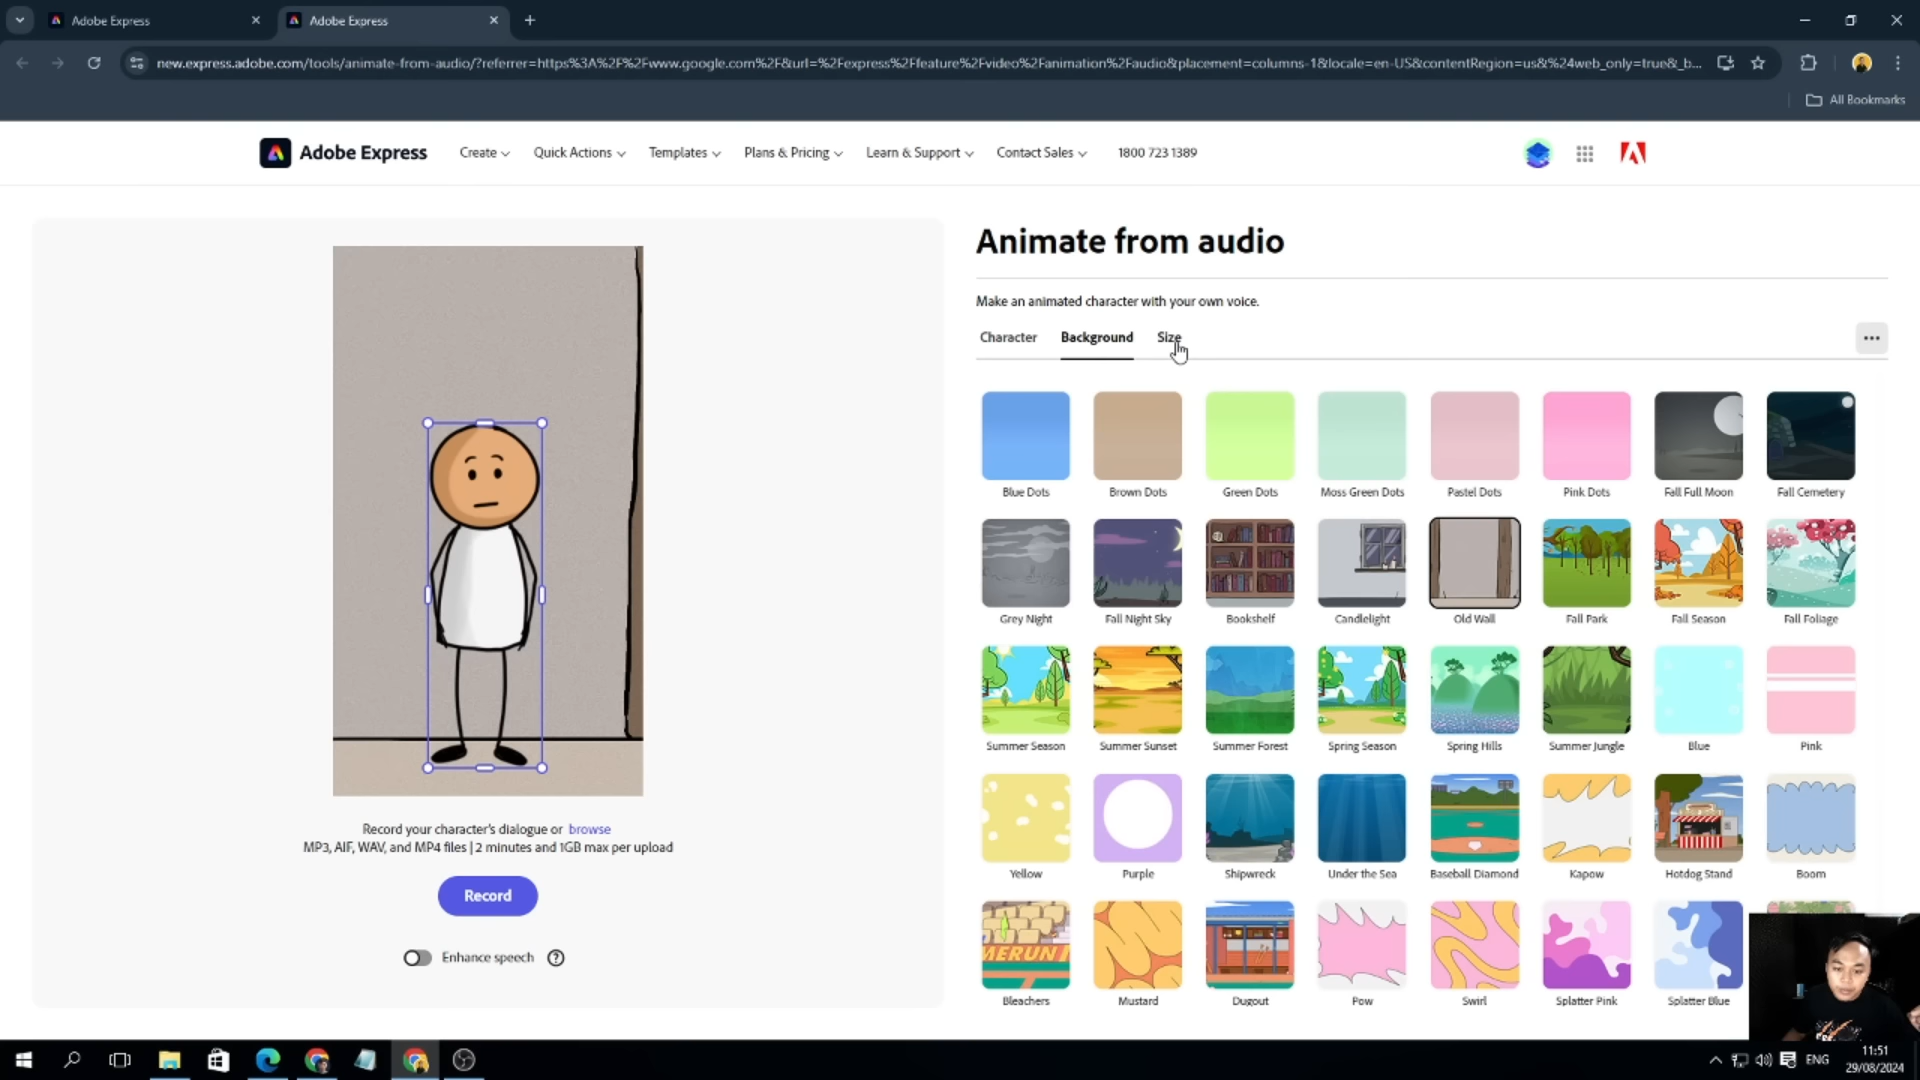 Adobe Express
Adobe Express
new.express.adobe.com/tools/animate-from-audio/?referrer=https%3A%2F%2Fwww.google.com%2F&url=%2Fexpress%2Ffeature%2Fvideo%2Fanimation%2Faudio&placement=columns-1&locale=en-US&contentRegion=us&%24web_only=true&_b...
All Bookmarks
Adobe Express
Create
Quick Actions
Templates
Plans & Pricing
Learn & Support
Contact Sales
1800 723 1389
Animate from audio
Make an animated character with your own voice.
Character
Background
Size
Blue Dots
Brown Dots
Green Dots
Moss Green Dots
Pastel Dots
Pink Dots
Fall Full Moon
Fall Cemetery
Grey Night
Fall Night Sky
Bookshelf
Candlelight
Old Wall
Fall Park
Fall Season
Fall Foliage
Summer Season
Summer Sunset
Summer Forest
Spring Season
Spring Hills
Summer Jungle
Blue
Pink
Yellow
Purple
Shipwreck
Under the Sea
Baseball Diamond
Kapow
Hotdog Stand
Boom
MERUN
Bleachers
Mustard
Dugout
Pow
Swirl
Splatter Pink
Splatter Blue
Record your character's dialogue or browse
MP3, AIF, WAV, and MP4 files | 2 minutes and 1GB max per upload
Record
Enhance speech
ENG
11:51
29/08/2024